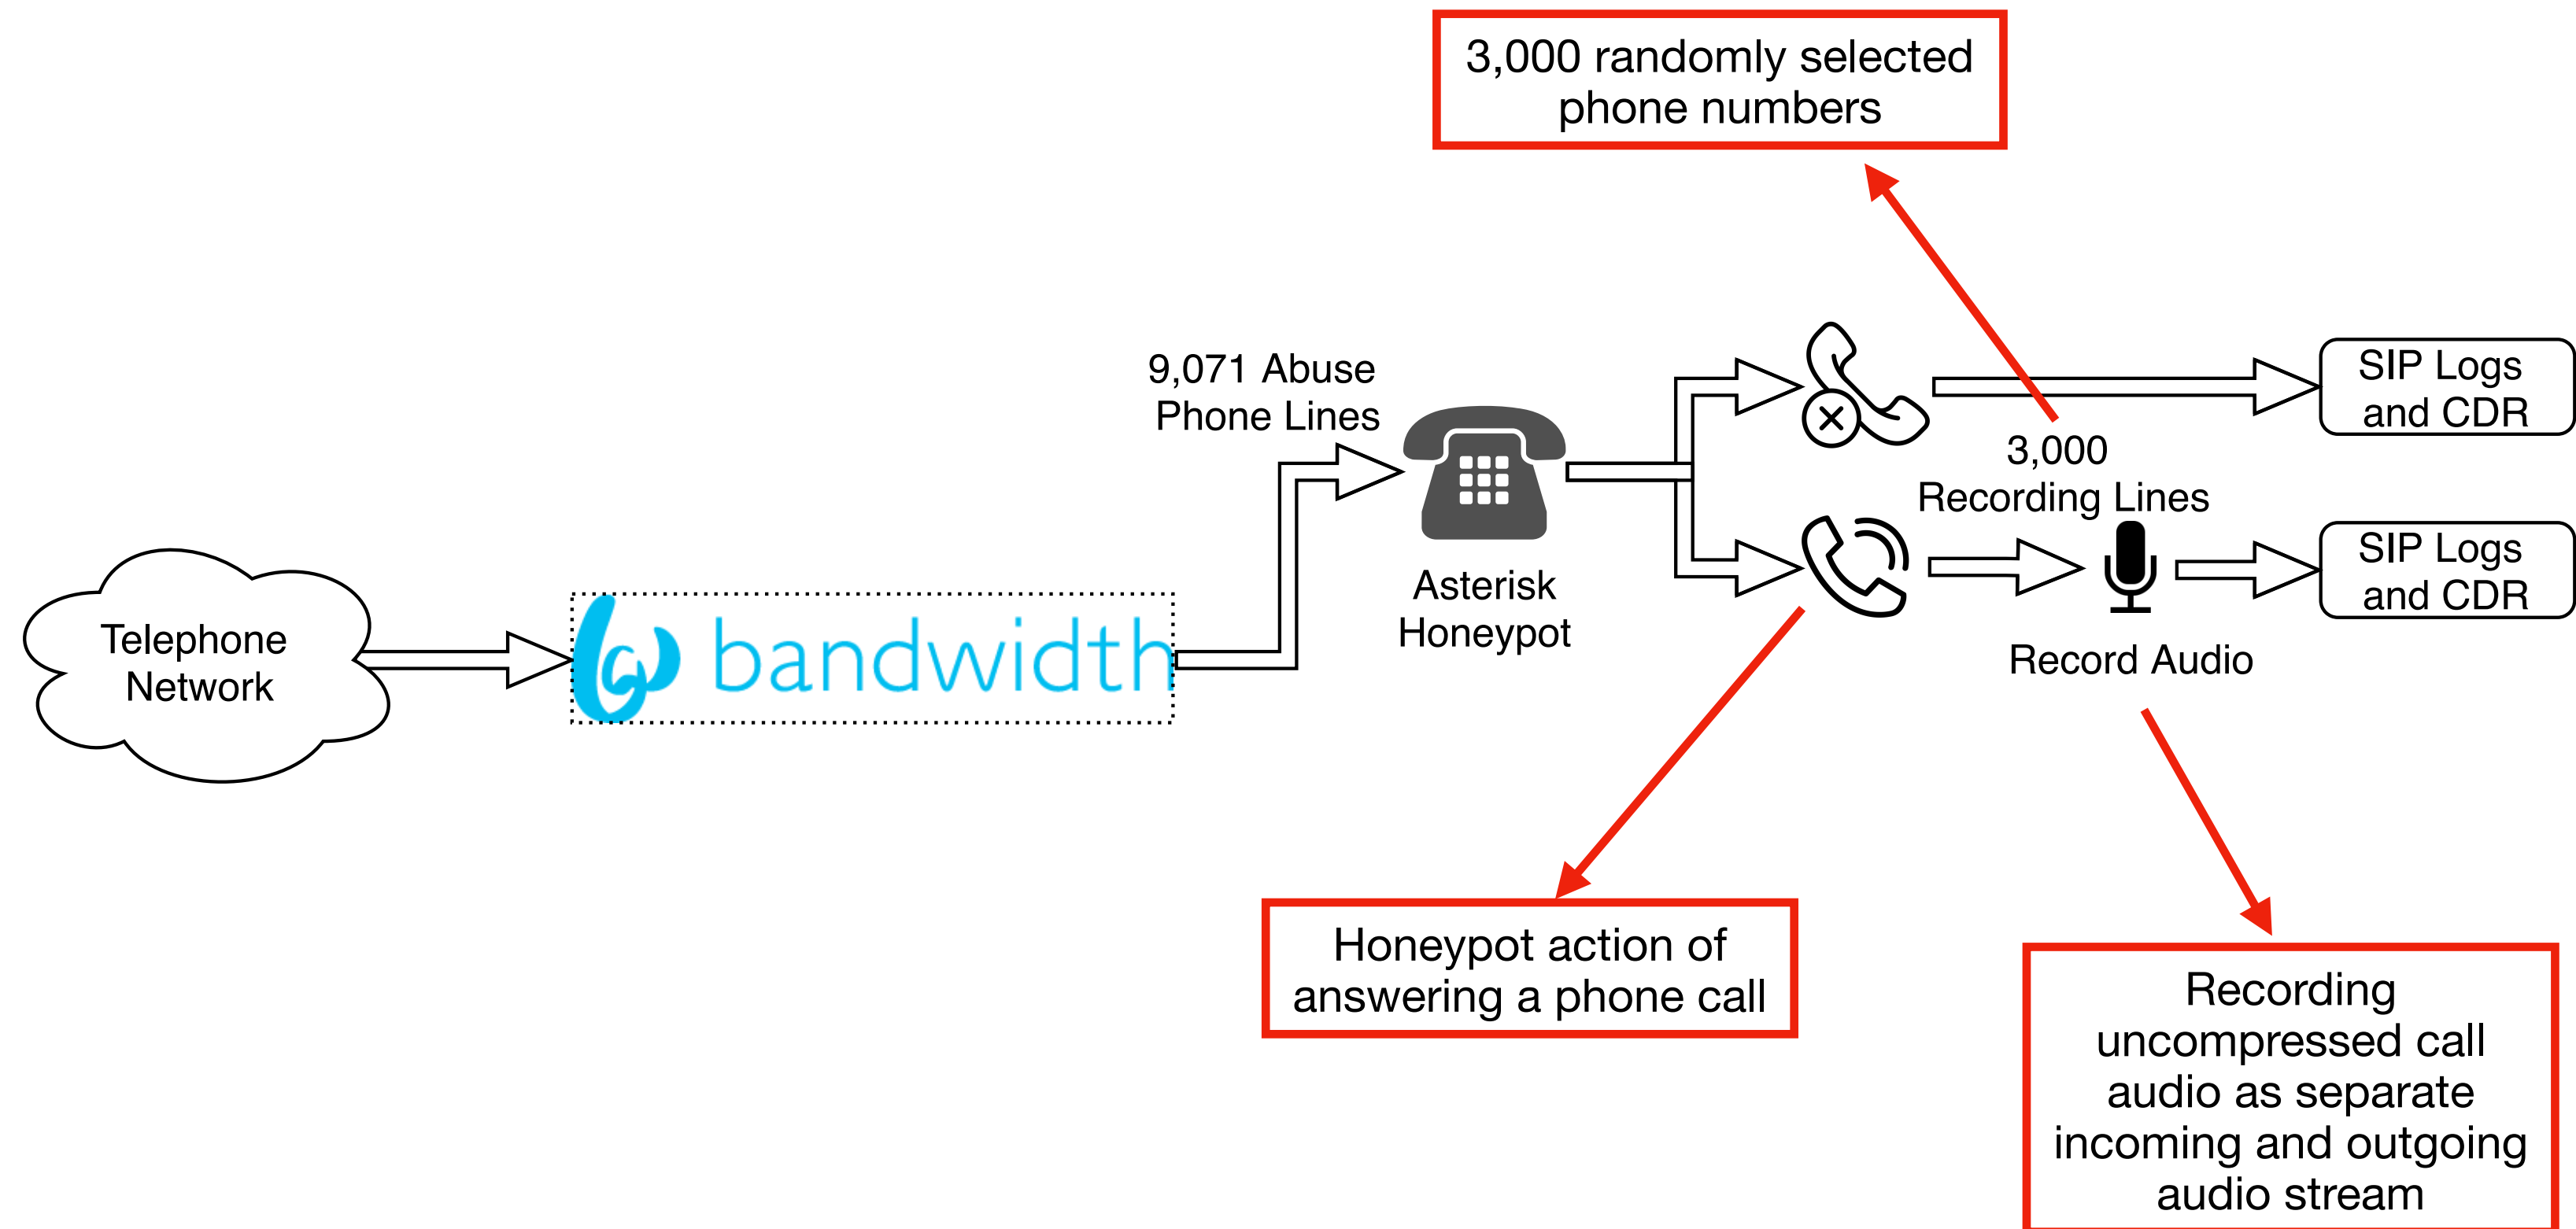 3,000 randomly selected
phone numbers
9,071 Abuse
Phone Lines
SIP Logs
and CDR
3,000
Recording Lines
SIP Logs
and CDR
Asterisk
Honeypot
Telephone
Network
bandwidth
Record Audio
Honeypot action of
answering a phone call
Recording
uncompressed call
audio as separate
incoming and outgoing
audio stream